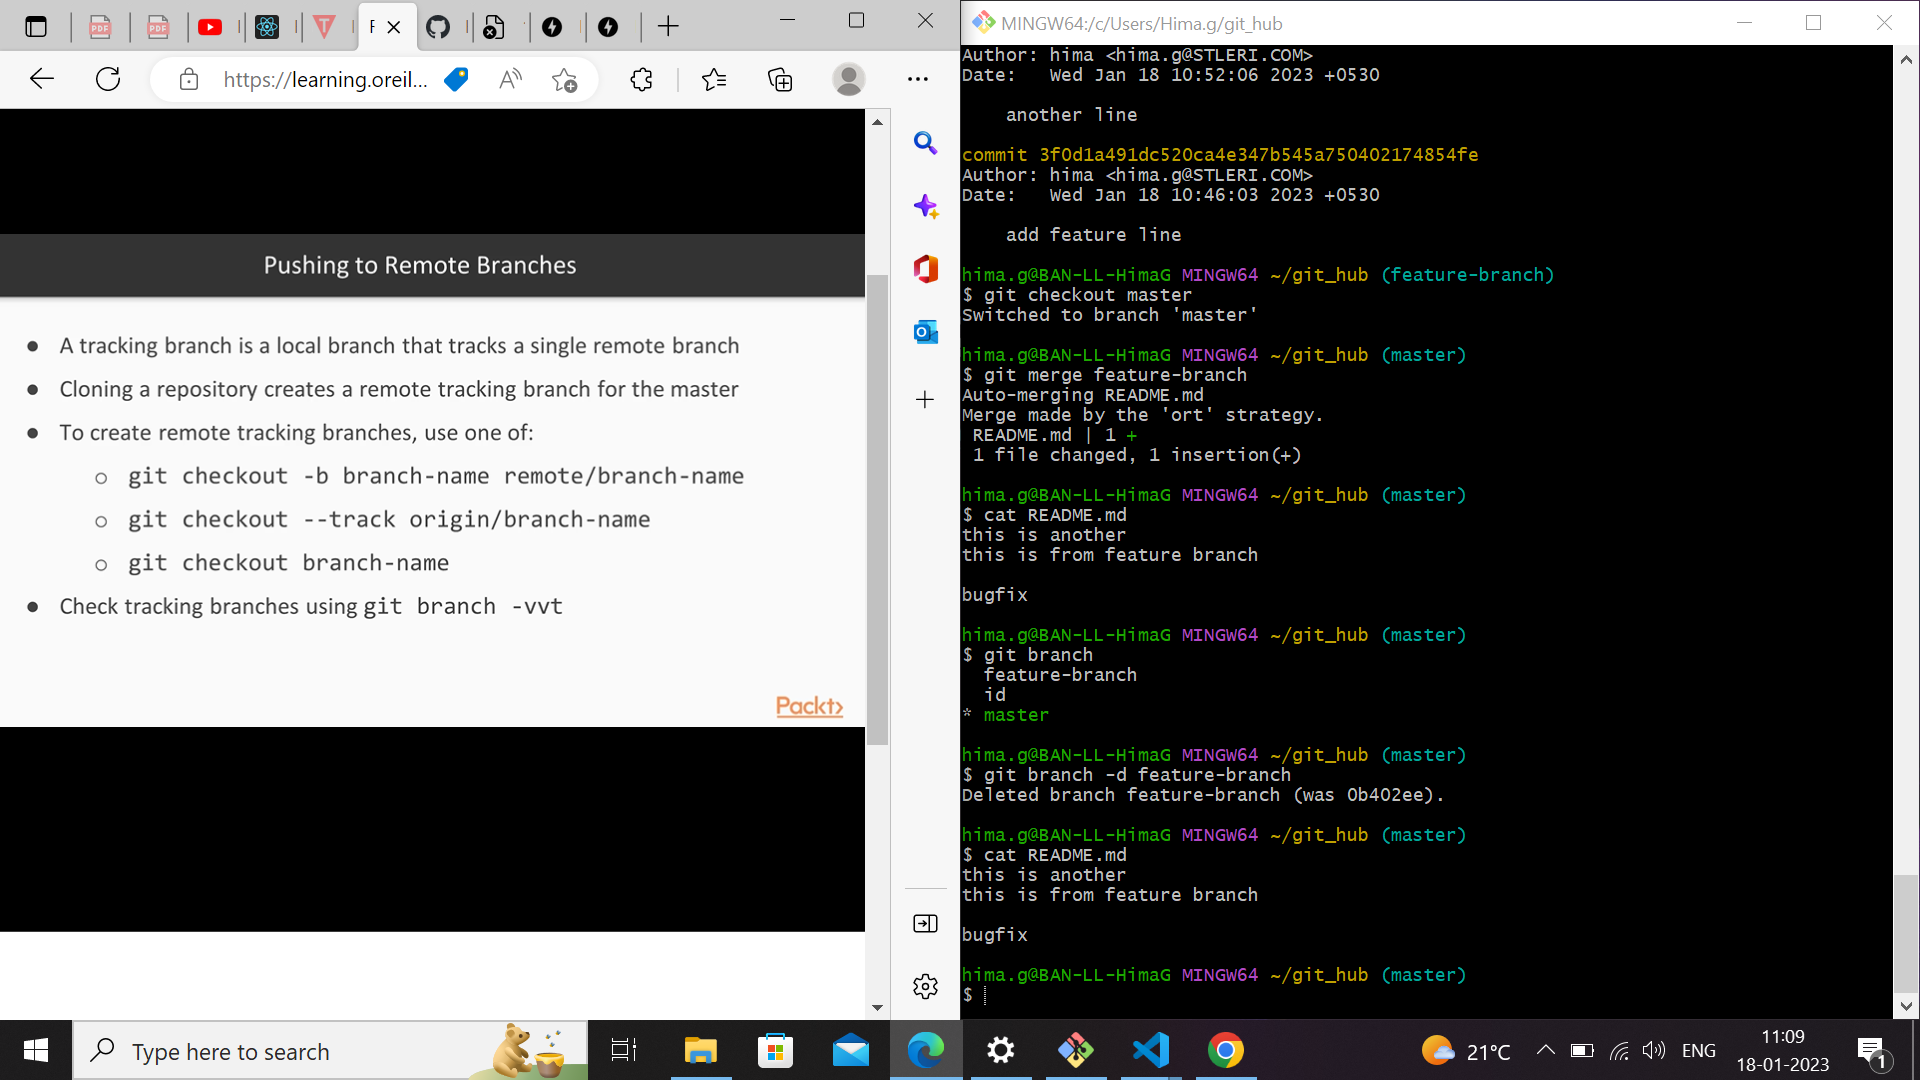 F
https://learning.oreil...
Pushing to Remote Branches
● A tracking branch is a local branch that tracks a single remote branch
● Cloning a repository creates a remote tracking branch for the master
● To create remote tracking branches, use one of:
○ git checkout -b branch-name remote/branch-name
○ git checkout --track origin/branch-name
○ git checkout branch-name
● Check tracking branches using git branch -vvt
Packt>
MINGW64:/c/Users/Hima.g/git_hub
Author: hima <hima.g@STLERI.COM>
Date:   Wed Jan 18 10:52:06 2023 +0530
another line
commit 3f0d1a491dc520ca4e347b545a750402174854fe
Author: hima <hima.g@STLERI.COM>
Date:   Wed Jan 18 10:46:03 2023 +0530
add feature line
hima.g@BAN-LL-HimaG MINGW64 ~/git_hub (feature-branch)
$ git checkout master
Switched to branch 'master'
hima.g@BAN-LL-HimaG MINGW64 ~/git_hub (master)
$ git merge feature-branch
Auto-merging README.md
Merge made by the 'ort' strategy.
README.md | 1 +
1 file changed, 1 insertion(+)
hima.g@BAN-LL-HimaG MINGW64 ~/git_hub (master)
$ cat README.md
this is another
this is from feature branch
bugfix
hima.g@BAN-LL-HimaG MINGW64 ~/git_hub (master)
$ git branch
feature-branch
id
* master
hima.g@BAN-LL-HimaG MINGW64 ~/git_hub (master)
$ git branch -d feature-branch
Deleted branch feature-branch (was 0b402ee).
hima.g@BAN-LL-HimaG MINGW64 ~/git_hub (master)
$ cat README.md
this is another
this is from feature branch
bugfix
hima.g@BAN-LL-HimaG MINGW64 ~/git_hub (master)
$
Type here to search
21°C
ENG
11:09
18-01-2023
1